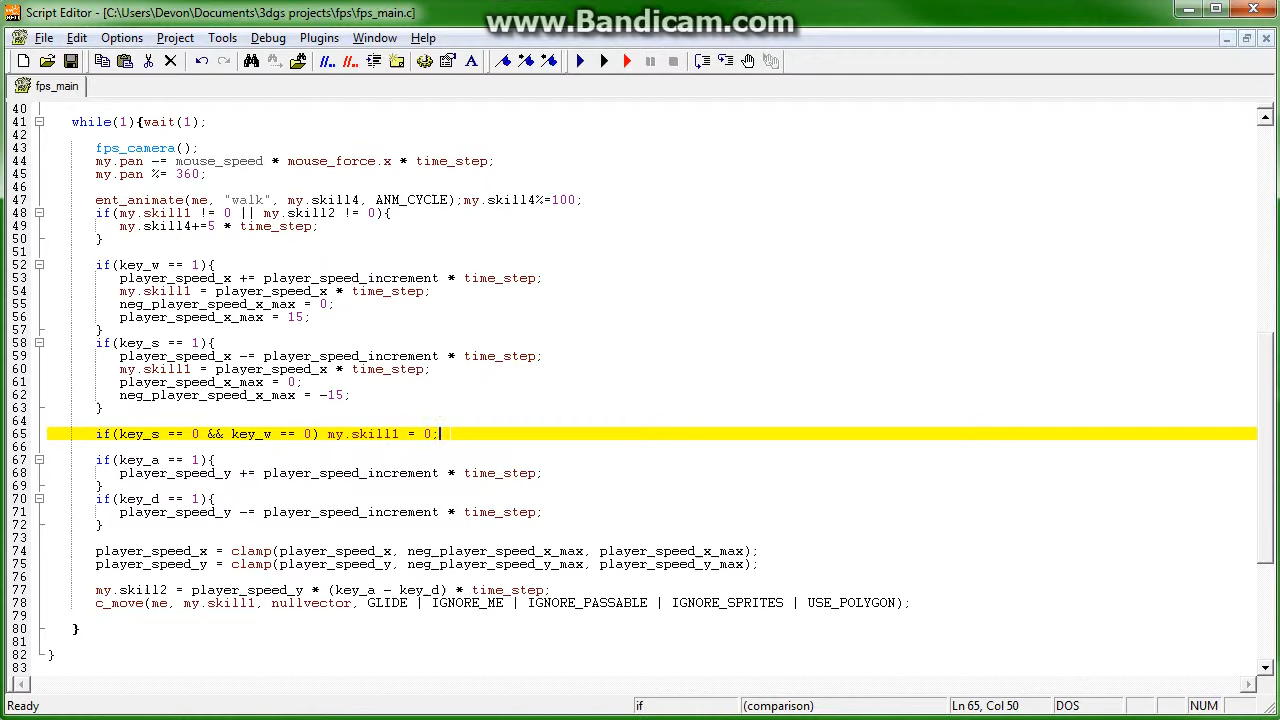 Script Editor - [C:\Users\Devon\Documents\3dgs projects\fps\fps_main.c]
www.Bandicam.com
File Edit Options Project Tools Debug Plugins Window Help
fps_main
40
41 while(1){wait(1);
42
43 fps_camera();
44 my.pan -= mouse_speed * mouse_force.x * time_step;
45 my.pan %= 360;
46
47 ent_animate(me, "walk", my.skill4, ANM_CYCLE);my.skill4%=100;
48 if(my.skill1 != 0 || my.skill2 != 0){
49 my.skill4+=5 * time_step;
50 }
51
52 if(key_w == 1){
53 player_speed_x += player_speed_increment * time_step;
54 my.skill1 = player_speed_x * time_step;
55 neg_player_speed_x_max = 0;
56 player_speed_x_max = 15;
57 }
58 if(key_s == 1){
59 player_speed_x -= player_speed_increment * time_step;
60 my.skill1 = player_speed_x * time_step;
61 player_speed_x_max = 0;
62 neg_player_speed_x_max = -15;
63 }
64
65 if(key_s == 0 && key_w == 0) my.skill1 = 0;
66
67 if(key_a == 1){
68 player_speed_y += player_speed_increment * time_step;
69 }
70 if(key_d == 1){
71 player_speed_y -= player_speed_increment * time_step;
72 }
73
74 player_speed_x = clamp(player_speed_x, neg_player_speed_x_max, player_speed_x_max);
75 player_speed_y = clamp(player_speed_y, neg_player_speed_y_max, player_speed_y_max);
76
77 my.skill2 = player_speed_y * (key_a - key_d) * time_step;
78 c_move(me, my.skill1, nullvector, GLIDE | IGNORE_ME | IGNORE_PASSABLE | IGNORE_SPRITES | USE_POLYGON);
79
80 }
81
82 }
83
Ready if (comparison) Ln 65, Col 50 DOS NUM